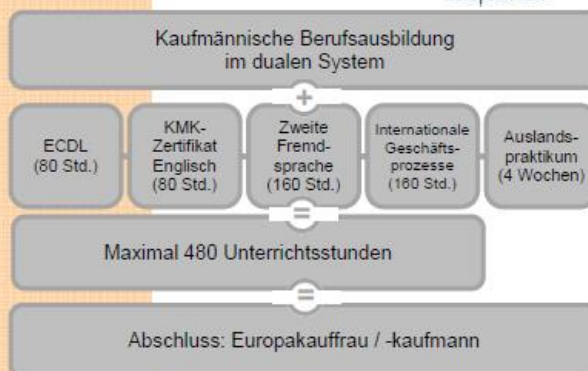 Kaufmännische Berufsausbildung
im dualen System
+
ECDL
(80 Std.)
KMK-
Zertifikat
Englisch
(80 Std.)
Zweite
Fremd-
sprache
(160 Std.)
Internationale
Geschäfts-
prozesse
(160 Std.)
Auslands-
praktikum
(4 Wochen)
=
Maximal 480 Unterrichtsstunden
=
Abschluss: Europakauffrau / -kaufmann